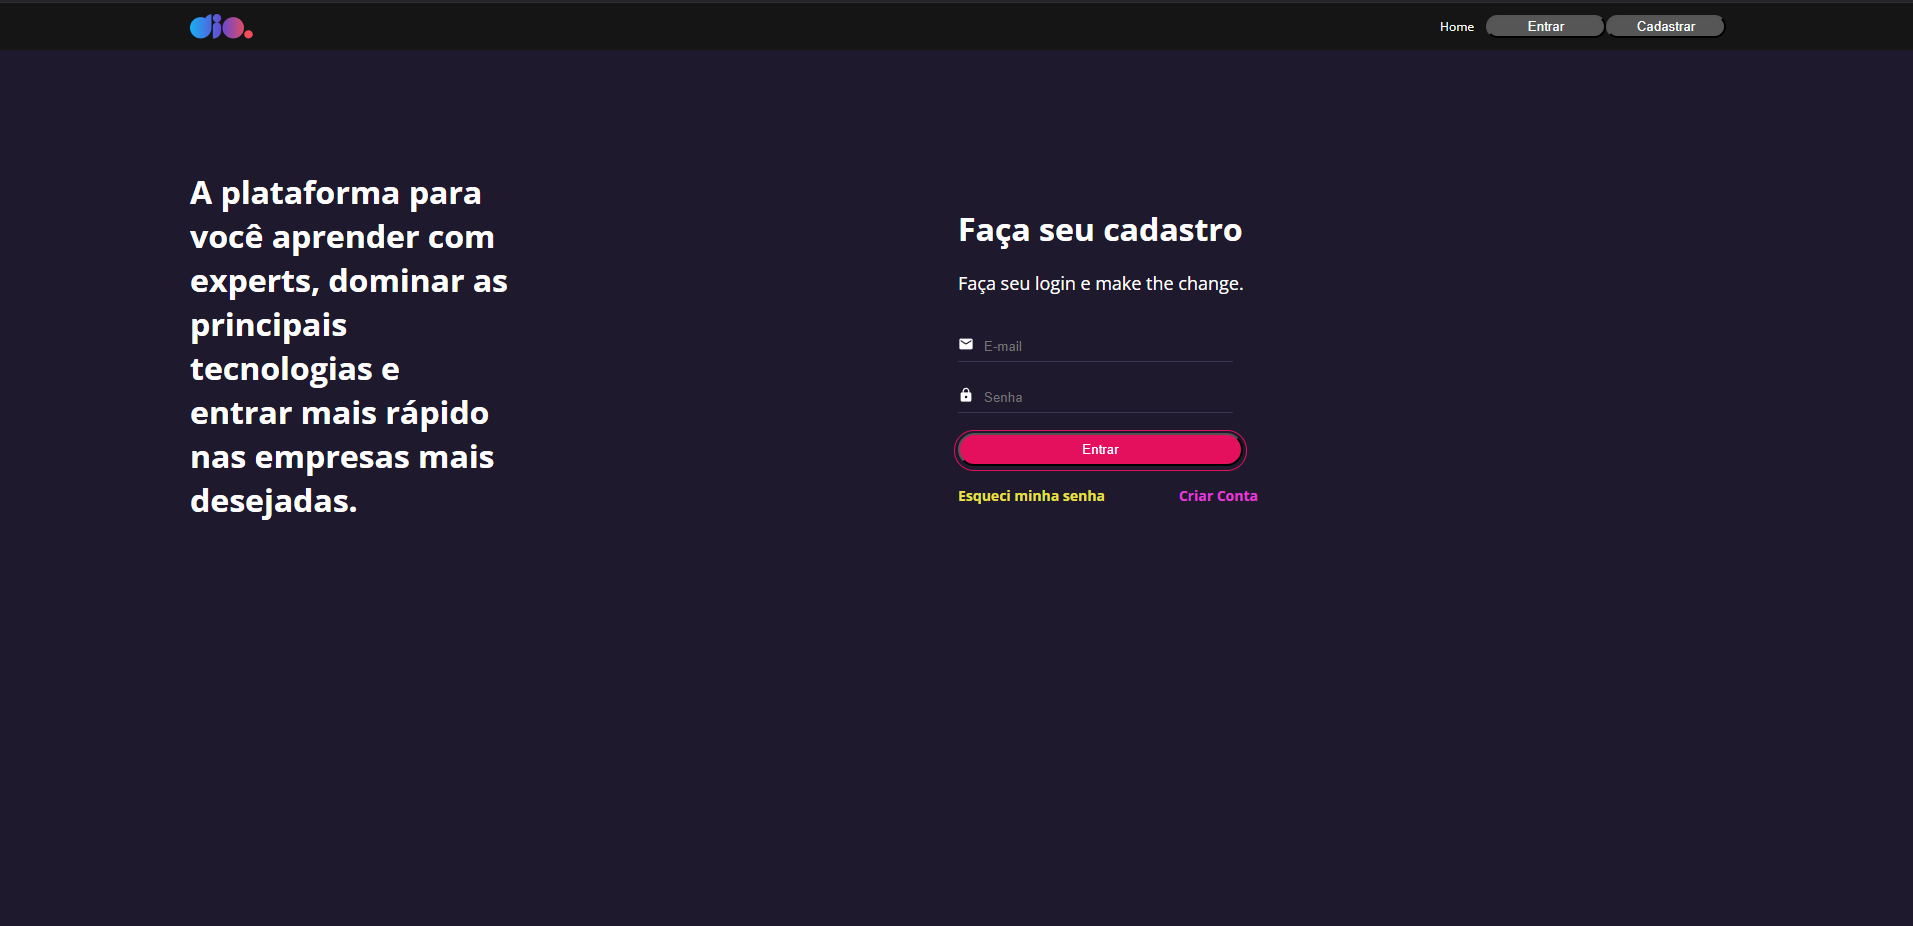 dio.
Home
Entrar
Cadastrar
A plataforma para
você aprender com
experts, dominar as
principais
tecnologias e
entrar mais rápido
nas empresas mais
desejadas.
Faça seu cadastro
Faça seu login e make the change.
E-mail
Senha
Entrar
Esqueci minha senha
Criar Conta